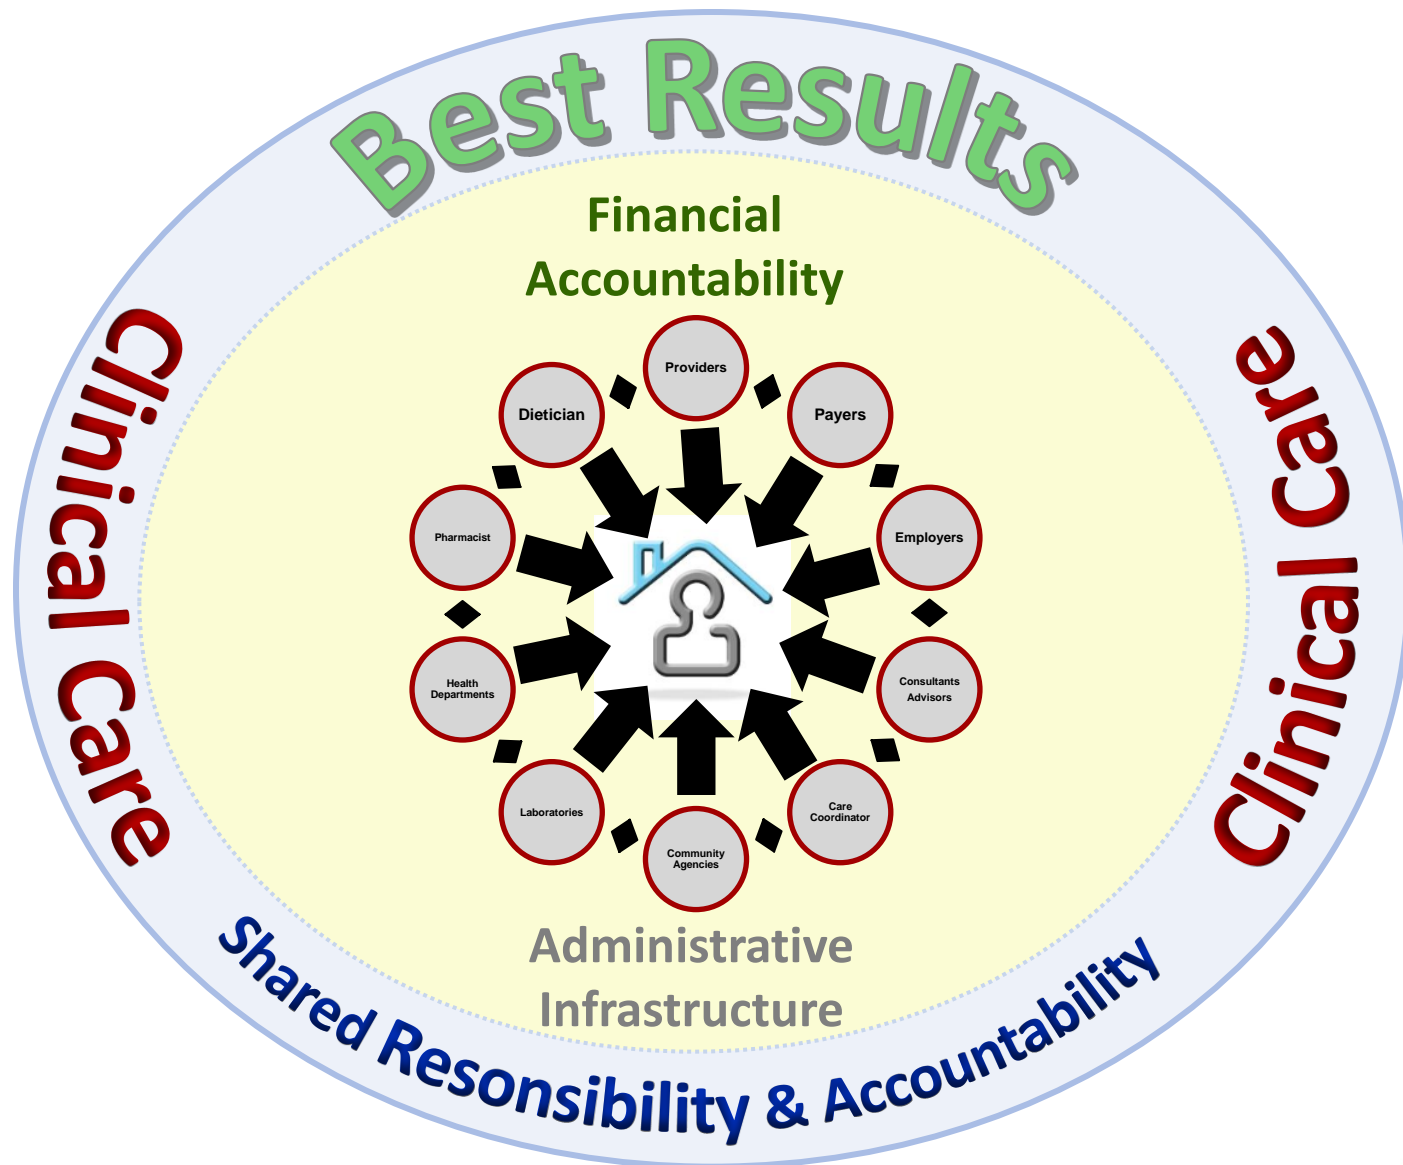 Best Results
Financial
Accountability
Providers
Dietician
Payers
Pharmacist
Employers
Health
Departments
Consultants
Advisors
Laboratories
Care
Coordinator
Community
Agencies
Administrative
Infrastructure
Clinical Care
Clinical Care
Shared Resonsibility & Accountability